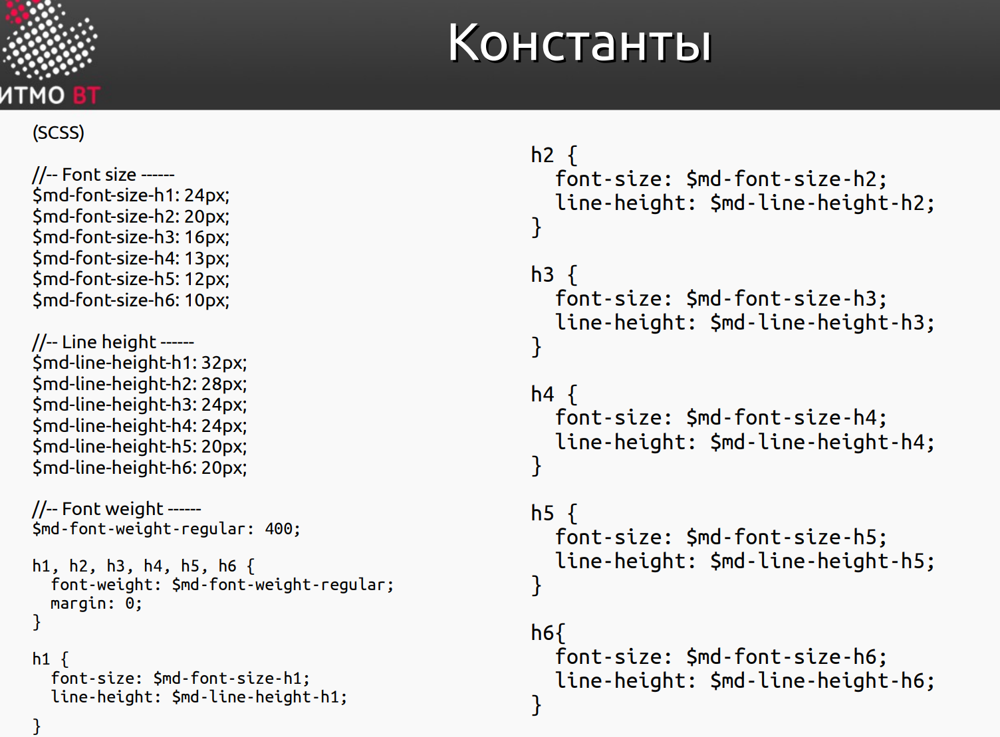 Константы
ИТМО ВТ
(SCSS)
//-- Font size ------
$md-font-size-h1: 24px;
$md-font-size-h2: 20px;
$md-font-size-h3: 16px;
$md-font-size-h4: 13px;
$md-font-size-h5: 12px;
$md-font-size-h6: 10px;
//-- Line height ------
$md-line-height-h1: 32px;
$md-line-height-h2: 28px;
$md-line-height-h3: 24px;
$md-line-height-h4: 24px;
$md-line-height-h5: 20px;
$md-line-height-h6: 20px;
//-- Font weight ------
$md-font-weight-regular: 400;
h1, h2, h3, h4, h5, h6 {
  font-weight: $md-font-weight-regular;
  margin: 0;
}
h1 {
  font-size: $md-font-size-h1;
  line-height: $md-line-height-h1;
}
h2 {
  font-size: $md-font-size-h2;
  line-height: $md-line-height-h2;
}
h3 {
  font-size: $md-font-size-h3;
  line-height: $md-line-height-h3;
}
h4 {
  font-size: $md-font-size-h4;
  line-height: $md-line-height-h4;
}
h5 {
  font-size: $md-font-size-h5;
  line-height: $md-line-height-h5;
}
h6{
  font-size: $md-font-size-h6;
  line-height: $md-line-height-h6;
}